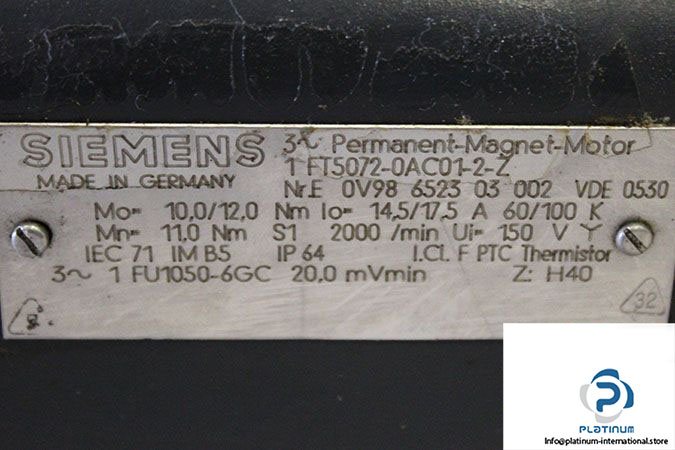 SIEMENS 3~ Permanent-Magnet-Motor
1 FT5072-0AC01-2-Z
MADE IN GERMANY Nr.E 0V98 6523 03 002 VDE 0530
Mo= 10,0/12,0 Nm Io= 14,5/17,5 A 60/100 K
Mn= 11,0 Nm S1 2000 /min Ui= 150 V Y
IEC 71 IM B5 IP 64 I.Cl. F PTC Thermistor
3~ 1 FU1050-6GC 20,0 mVmin Z: H40
32
PLATINUM
Info@platinum-international.store